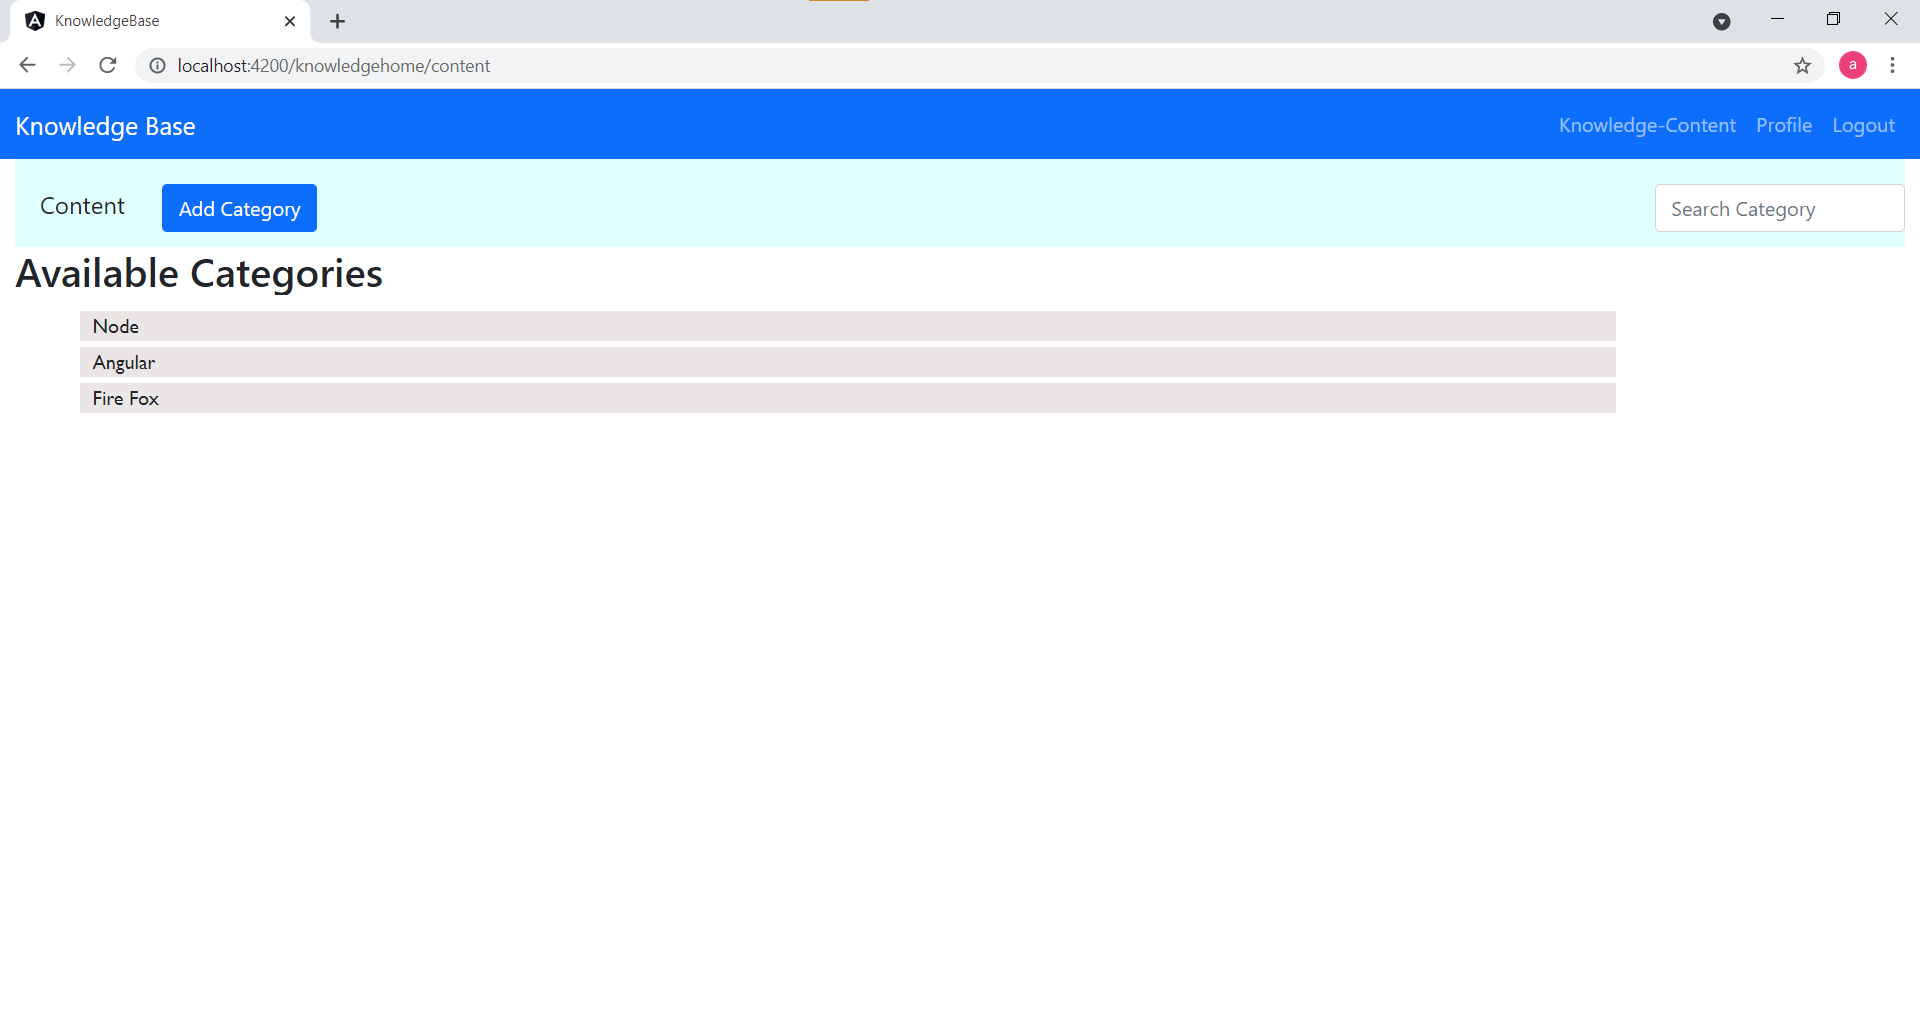 KnowledgeBase
localhost:4200/knowledgehome/content
a
Knowledge Base
Knowledge-Content Profile Logout
Content Add Category Search Category
Available Categories
Node
Angular
Fire Fox